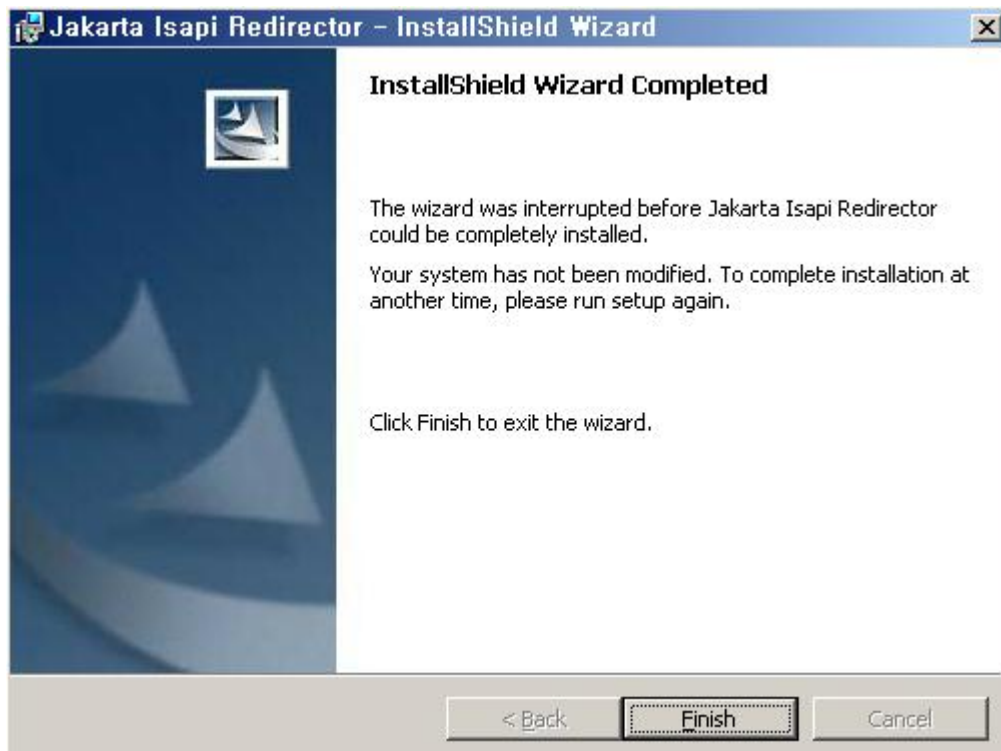 Jakarta Isapi Redirector – InstallShield Wizard
InstallShield Wizard Completed
The wizard was interrupted before Jakarta Isapi Redirector
could be completely installed.
Your system has not been modified. To complete installation at
another time, please run setup again.
Click Finish to exit the wizard.
< Back
Finish
Cancel